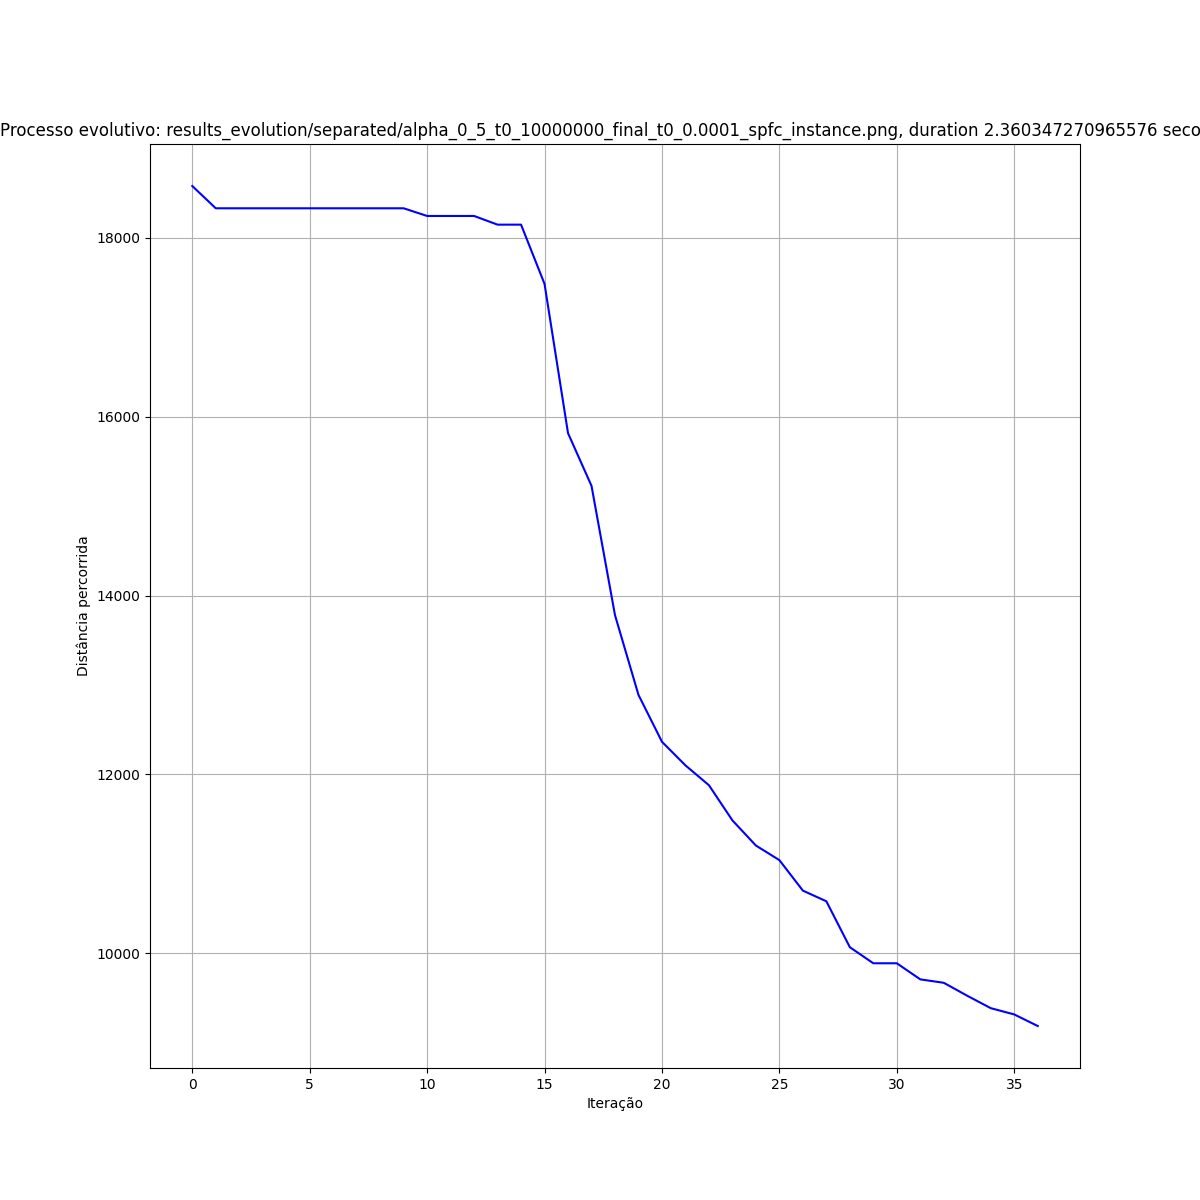 Processo evolutivo: results_evolution/separated/alpha_0_5_t0_10000000_final_t0_0.0001_spfc_instance.png, duration 2.360347270965576 seco
18000
16000
14000
12000
10000
Distância percorrida
0 5 10 15 20 25 30 35
Iteração